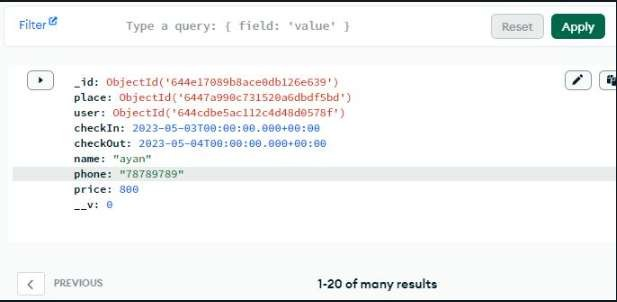 Filter
Type a query: { field: 'value' }
Reset
Apply
_id: ObjectId('644e17089b8ace0db126e639')
place: ObjectId('6447a990c731520a6dbdf5bd')
user: ObjectId('644cdbe5ac112c4d48d0578f')
checkIn: 2023-05-03T00:00:00.000+00:00
checkOut: 2023-05-04T00:00:00.000+00:00
name: "ayan"
phone: "78789789"
price: 800
__v: 0
PREVIOUS
1-20 of many results